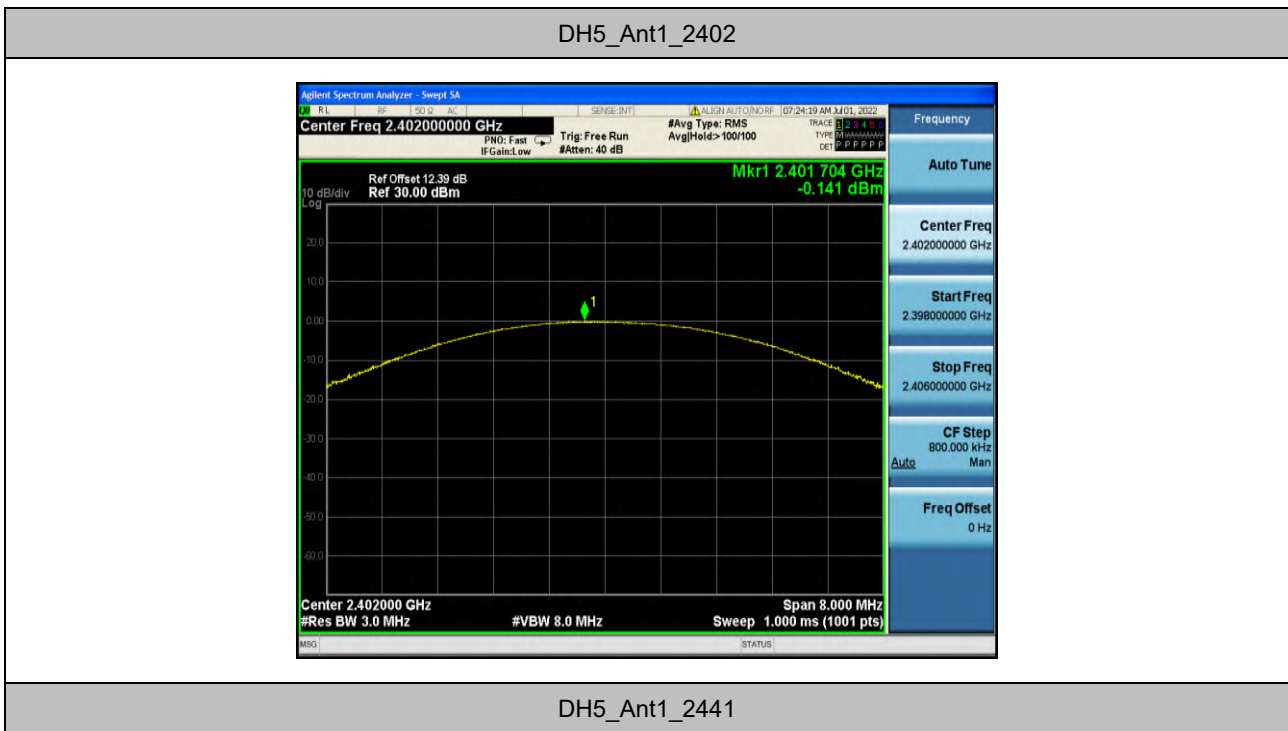 DH5_Ant1_2402
Agilent Spectrum Analyzer - Swept SA
RL RF 50 Ω AC SENSE:INT ALIGN AUTO/NO RF 07:24:19 AM Jul 01, 2022
Center Freq 2.402000000 GHz
PNO: Fast
IFGain:Low
Trig: Free Run
#Atten: 40 dB
#Avg Type: RMS
Avg|Hold:> 100/100
TRACE 1 2 3 4 5 6
TYPE M
DET P P P P P P
Frequency
Auto Tune
Center Freq
2.402000000 GHz
Start Freq
2.398000000 GHz
Stop Freq
2.406000000 GHz
CF Step
800.000 kHz
Auto Man
Freq Offset
0 Hz
Mkr1 2.401 704 GHz
-0.141 dBm
Ref Offset 12.39 dB
10 dB/div Ref 30.00 dBm
Log
20.0
10.0
1
0.00
-10.0
-20.0
-30.0
-40.0
-50.0
-60.0
Center 2.402000 GHz Span 8.000 MHz
#Res BW 3.0 MHz #VBW 8.0 MHz Sweep 1.000 ms (1001 pts)
MSG STATUS
DH5_Ant1_2441